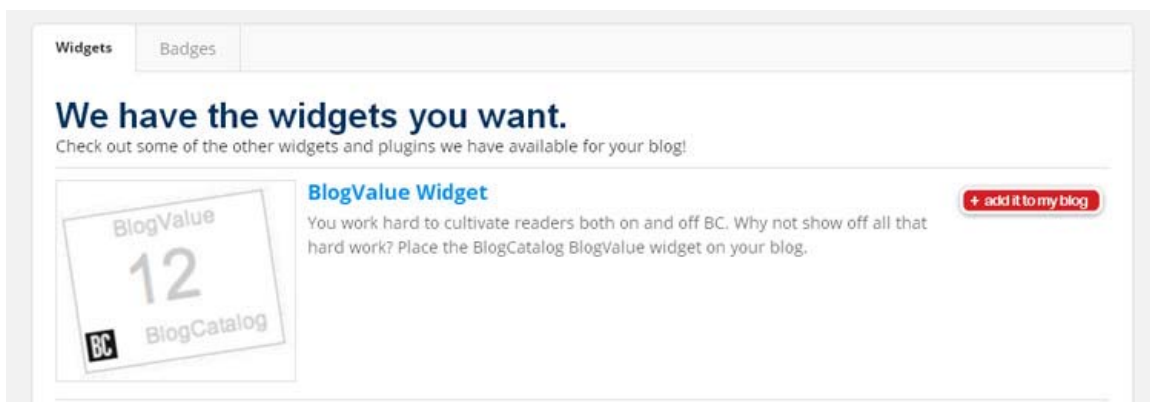 Widgets
Badges
We have the widgets you want.
Check out some of the other widgets and plugins we have available for your blog!
BlogValue
12
BC
BlogCatalog
BlogValue Widget
You work hard to cultivate readers both on and off BC. Why not show off all that
hard work? Place the BlogCatalog BlogValue widget on your blog.
+ add it to my blog